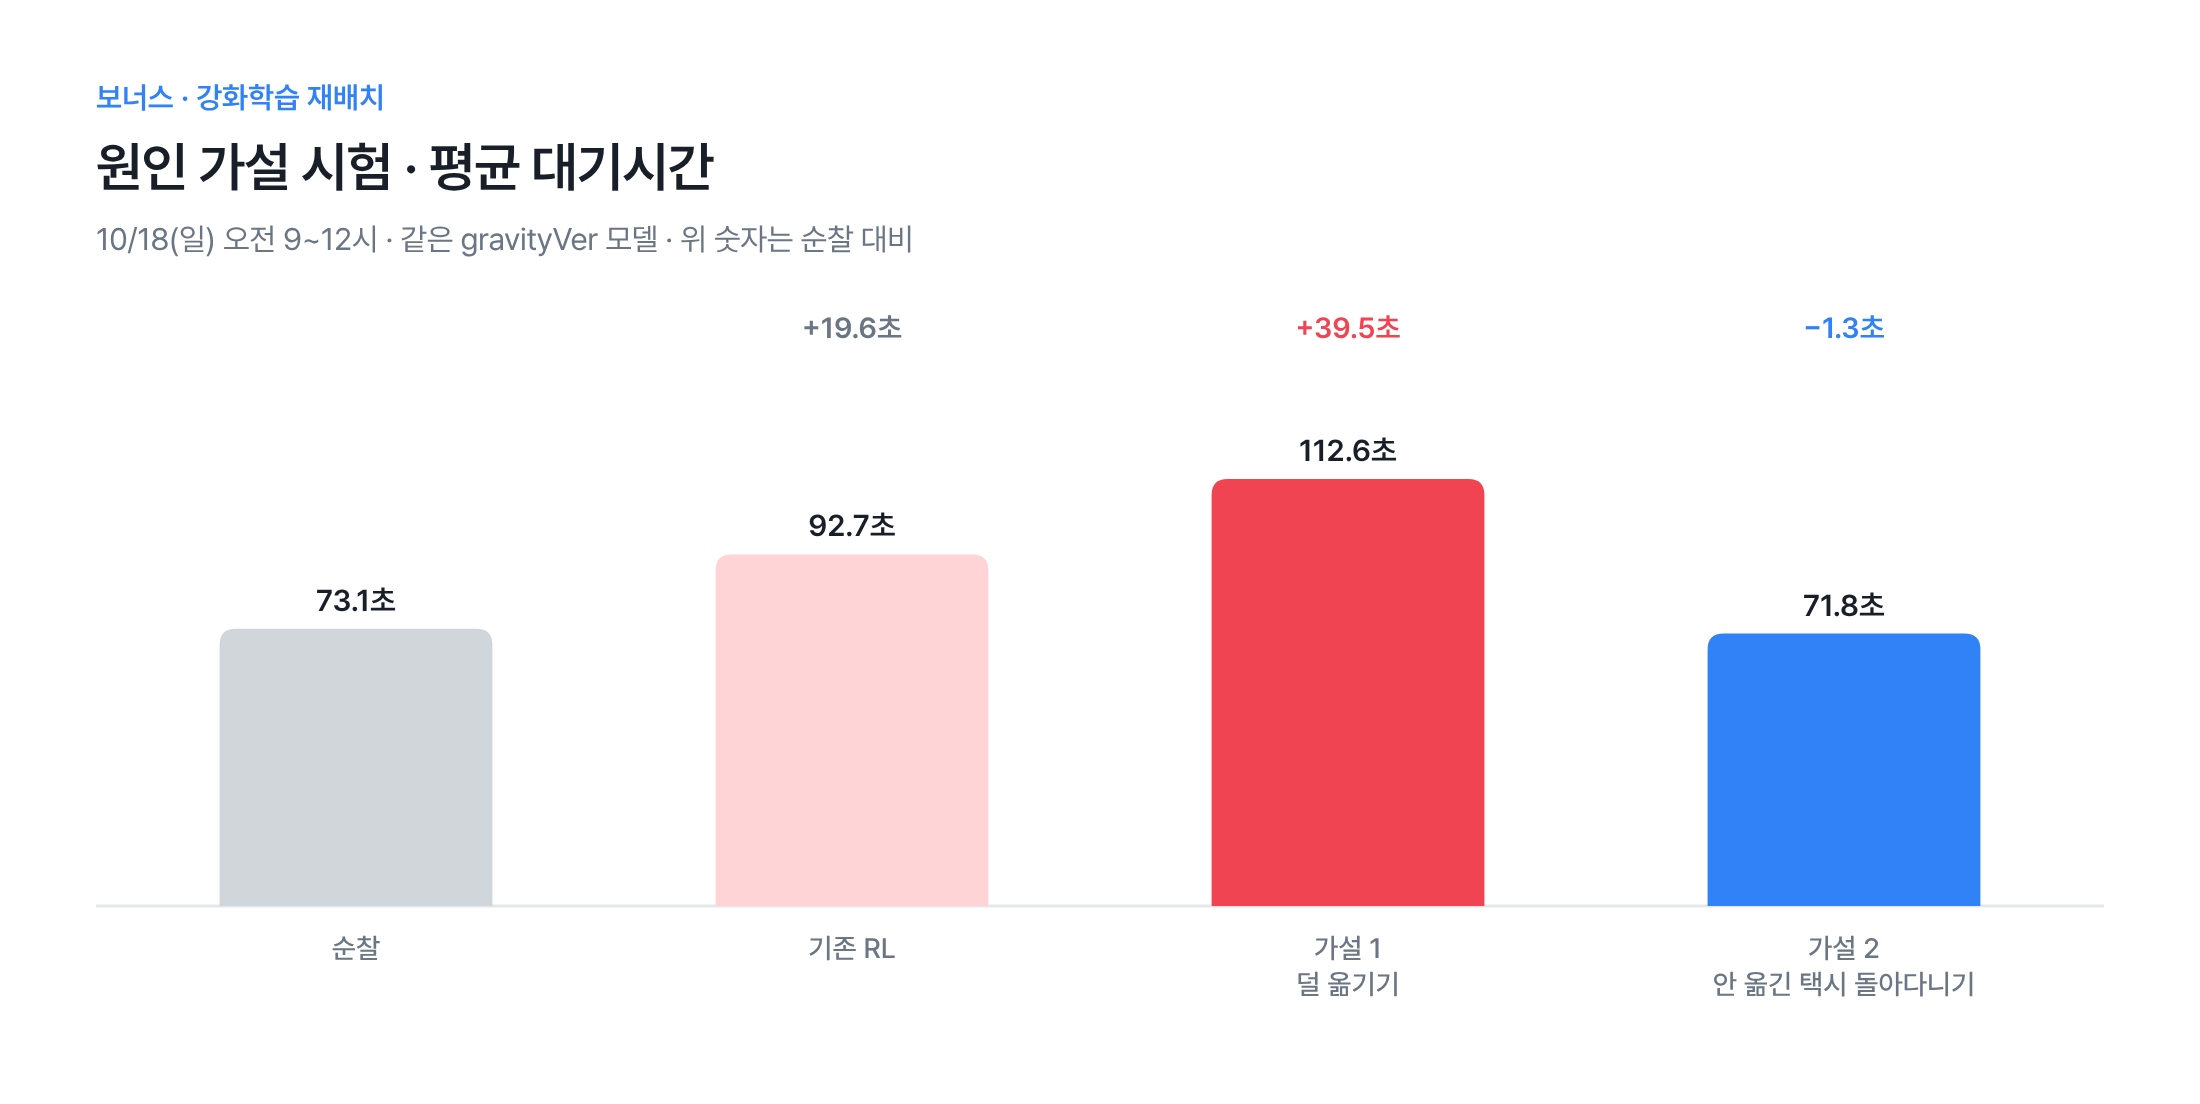 보너스 · 강화학습 재배치
원인 가설 시험 · 평균 대기시간
10/18(일) 오전 9~12시 · 같은 gravityVer 모델 · 위 숫자는 순찰 대비
+19.6초
+39.5초
−1.3초
73.1초
92.7초
112.6초
71.8초
순찰
기존 RL
가설 1
덜 옮기기
가설 2
안 옮긴 택시 돌아다니기